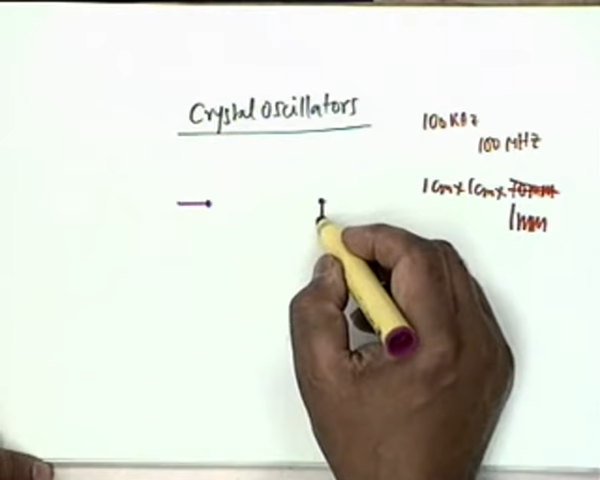 Crystal Oscillators
100 KHz
100 MHz
1cm x 1cm x
1mm